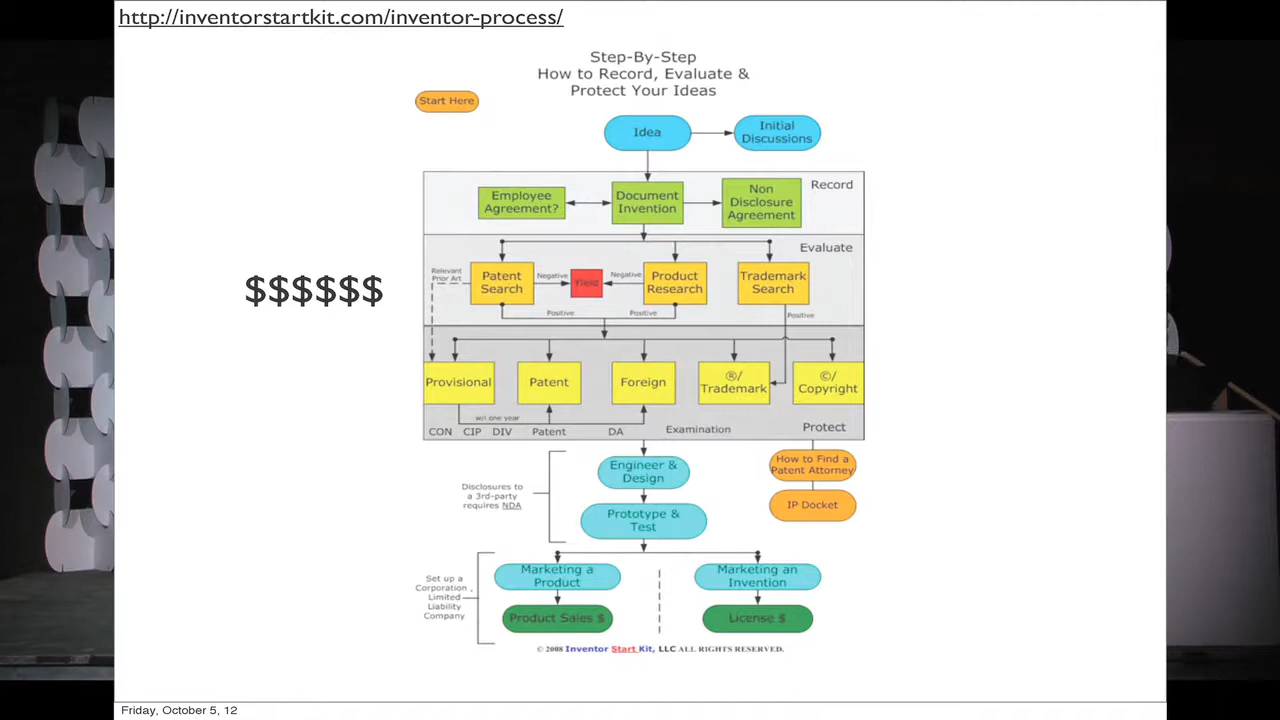 http://inventorstartkit.com/inventor-process/
Step-By-Step
How to Record, Evaluate &
Protect Your Ideas
Start Here
Idea
Initial
Discussions
Record
Employee
Agreement?
Document
Invention
Non
Disclosure
Agreement
Evaluate
Relevant
Prior Art
Patent
Search
Negative
Yield
Negative
Product
Research
Trademark
Search
$$$$$$
Positive
Positive
Positive
Provisional
Patent
Foreign
®/
Trademark
©/
Copyright
w/i one year
CON
CIP
DIV
Patent
DA
Examination
Protect
Engineer &
Design
How to Find a
Patent Attorney
Disclosures to
a 3rd-party
requires NDA
IP Docket
Prototype &
Test
Set up a
Corporation ,
Limited
Liability
Company
Marketing a
Product
Marketing an
Invention
Product Sales $
License $
© 2008 Inventor Start Kit, LLC ALL RIGHTS RESERVED.
Friday, October 5, 12